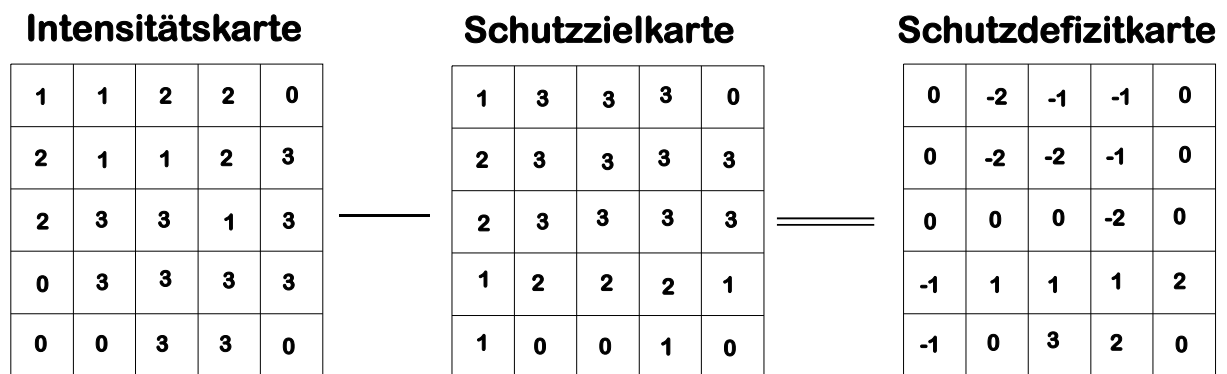 Intensitätskarte Schutzzielkarte Schutzdefizitkarte
1 1 2 2 0 1 3 3 3 0 0 -2 -1 -1 0
2 1 1 2 3 2 3 3 3 3 0 -2 -2 -1 0
2 3 3 1 3 2 3 3 3 3 0 0 0 -2 0
0 3 3 3 3 1 2 2 2 1 -1 1 1 1 2
0 0 3 3 0 1 0 0 1 0 -1 0 3 2 0